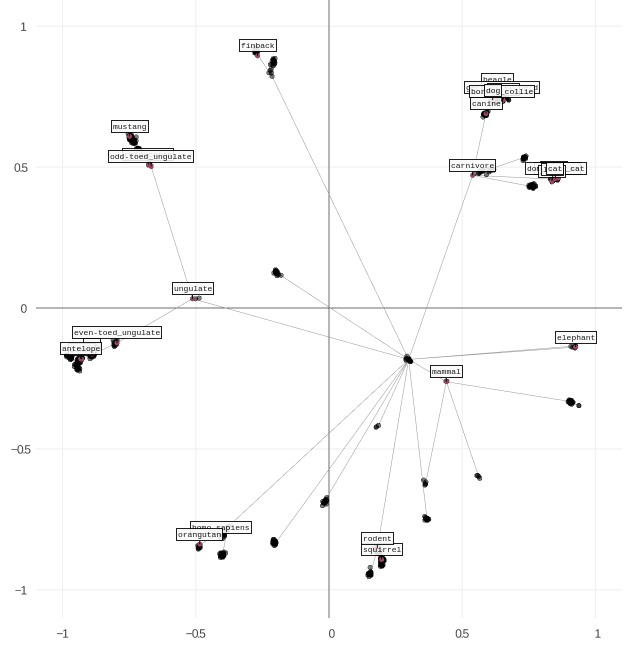 1
finback
beagle
dog
collie
canine
mustang
odd-toed_ungulate
0.5
carnivore
cat
_cat
ungulate
0
even-toed_ungulate
antelope
elephant
mammal
−0.5
homo_sapiens
orangutan
rodent
squirrel
−1
−1
−0.5
0
0.5
1